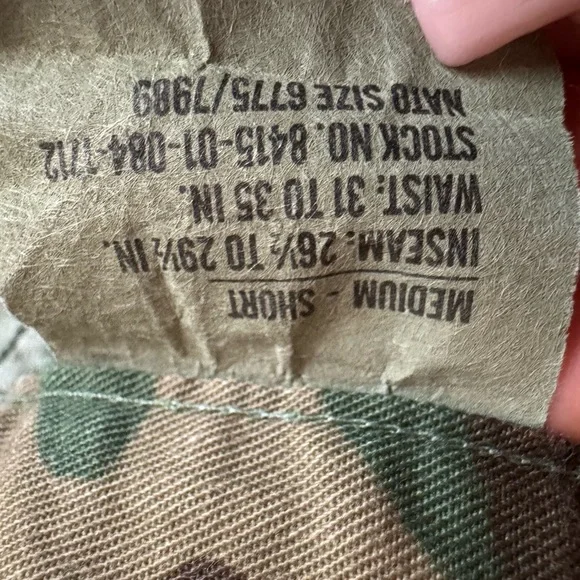 MEDIUM - SHORT
INSEAM: 26½ TO 29½ IN.
WAIST: 31 TO 35 IN.
STOCK NO. 8415-01-084-1712
NATO SIZE 6775/7989